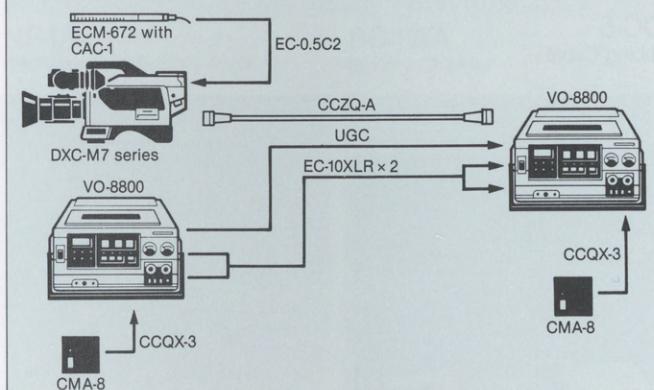 ECM-672 with
CAC-1
EC-0.5C2
DXC-M7 series
CCZQ-A
VO-8800
UGC
EC-10XLR × 2
VO-8800
CCQX-3
CMA-8
CCQX-3
CMA-8